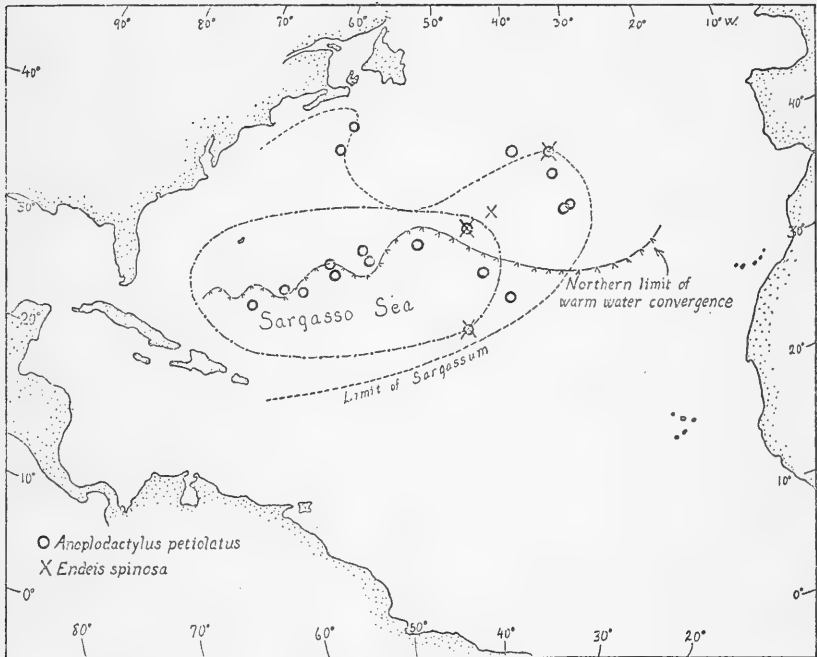 80° 70° 60° 50° 40° 30° 20° 10° W.
40° 40°
30° 30°
Northern limit of
warm water convergence
20° Sargasso Sea 20°
Limit of Sargassum
10° 10°
O Anoplodactylus petiolatus
X Endeis spinosa
0° 0°
80° 70° 60° 50° 40° 30° 20°